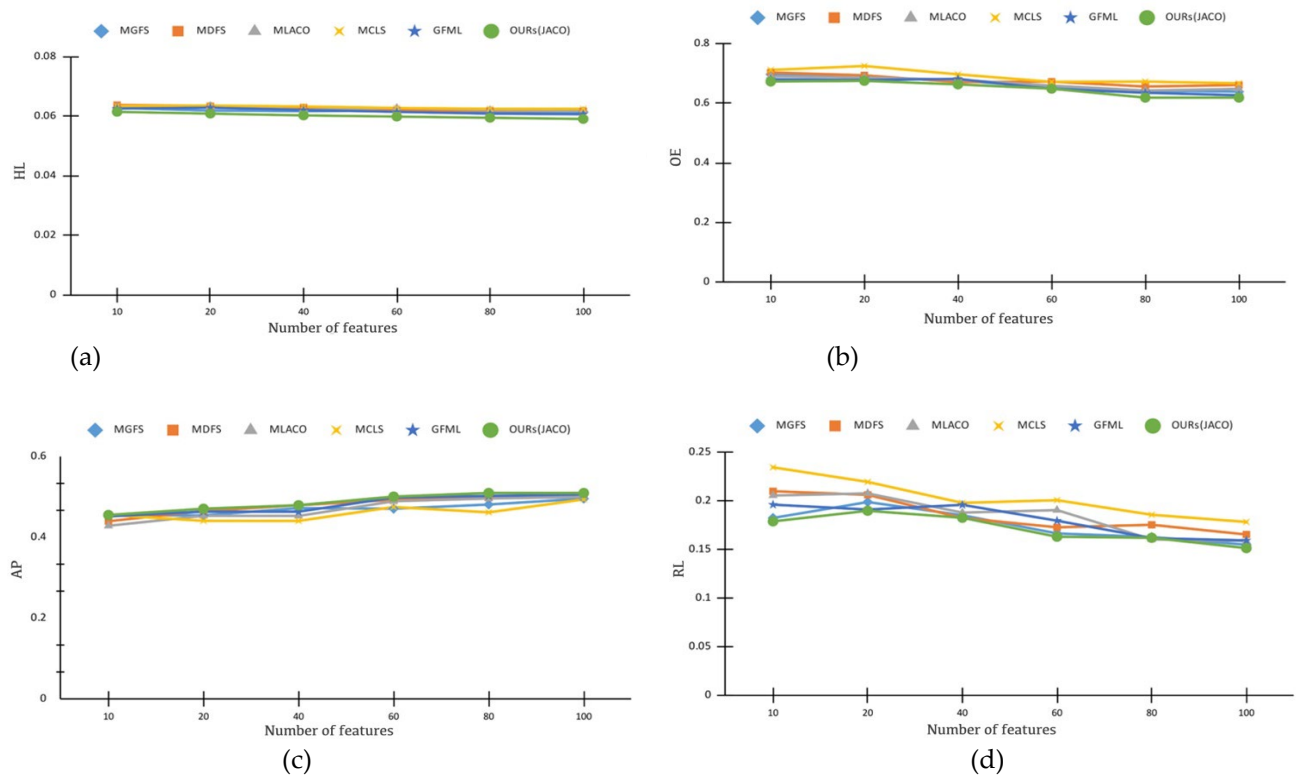 MGFS MDFS MLACO MCLS GFML OURs(JACO)
0.08
0.06
0.04
0.02
0
HL
10 20 40 60 80 100
Number of features
(a)
MGFS MDFS MLACO MCLS GFML OURs(JACO)
0.8
0.6
0.4
0.2
0
OE
10 20 40 60 80 100
Number of features
(b)
MGFS MDFS MLACO MCLS GFML OURs(JACO)
0.6
0.4
0.2
0
AP
10 20 40 60 80 100
Number of features
(c)
MGFS MDFS MLACO MCLS GFML OURs(JACO)
0.25
0.2
0.15
0.1
0.05
0
RL
10 20 40 60 80 100
Number of features
(d)